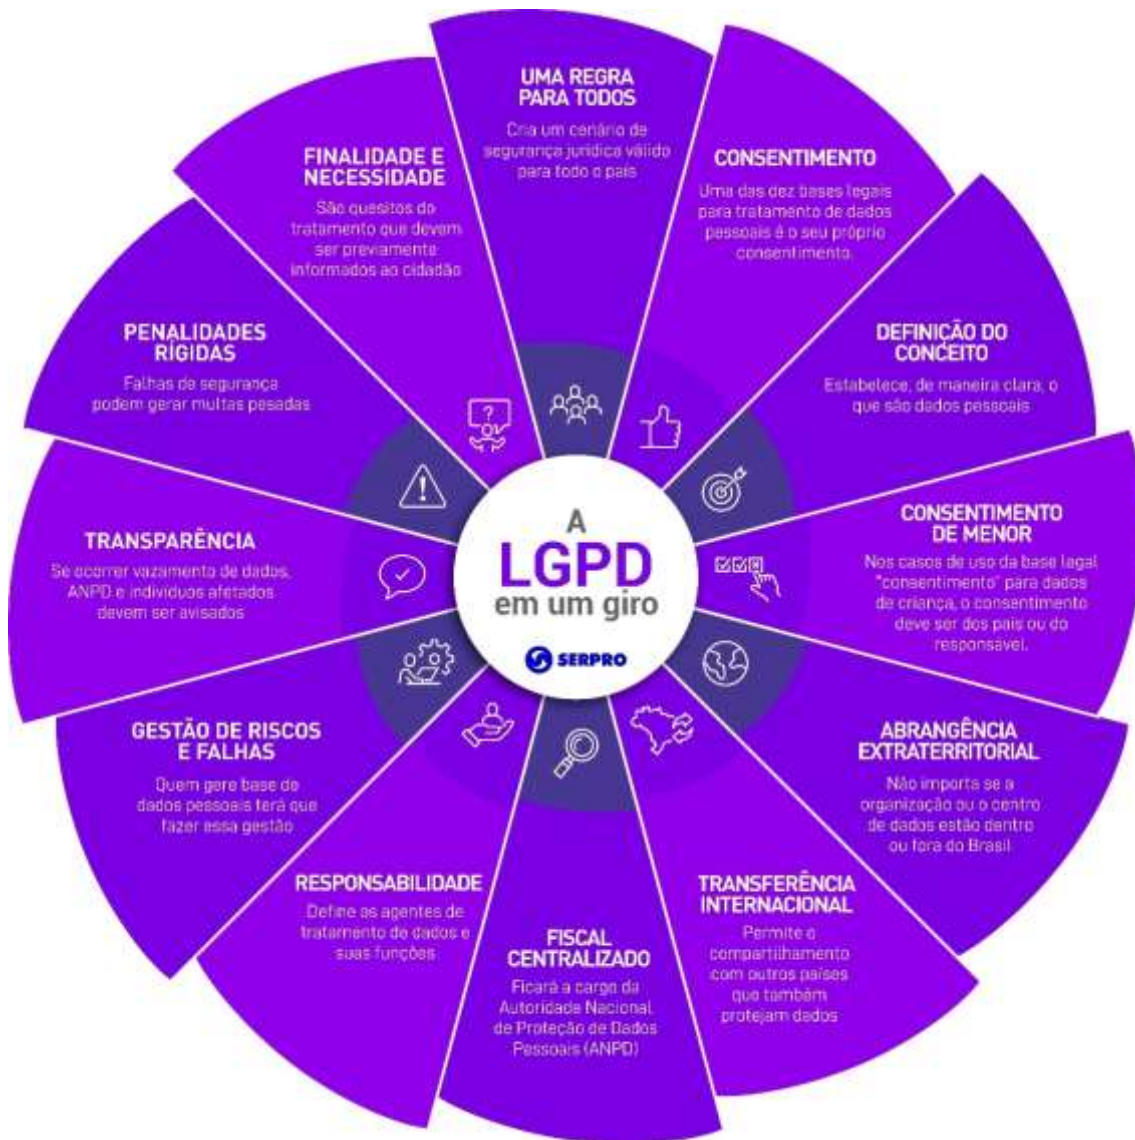 UMA REGRA
PARA TODOS
Cria um cenário de
segurança jurídica válido
para todo o país
CONSENTIMENTO
Uma das dez bases legais
para tratamento de dados
pessoais é o seu próprio
consentimento.
DEFINIÇÃO DO
CONCEITO
Estabelece, de maneira clara, o
que são dados pessoais
CONSENTIMENTO
DE MENOR
Nos casos de uso da base legal
"consentimento" para dados
de criança, o consentimento
deve ser dos pais ou do
responsável.
ABRANGÊNCIA
EXTRATERRITORIAL
Não importa se a
organização ou o centro
de dados estão dentro
ou fora do Brasil
TRANSFERÊNCIA
INTERNACIONAL
Permite o
compartilhamento
com outros países
que também
protejam dados
FISCAL
CENTRALIZADO
Ficará a cargo da
Autoridade Nacional
de Proteção de Dados
Pessoais (ANPD)
RESPONSABILIDADE
Define os agentes de
tratamento de dados e
suas funções
GESTÃO DE RISCOS
E FALHAS
Quem gere base de
dados pessoais terá que
fazer essa gestão
TRANSPARÊNCIA
Se ocorrer vazamento de dados,
ANPD e indivíduos afetados
devem ser avisados
PENALIDADES
RÍGIDAS
Falhas de segurança
podem gerar multas pesadas
FINALIDADE E
NECESSIDADE
São quesitos do
tratamento que devem
ser previamente
informados ao cidadão
?
!
A
LGPD
em um giro
SERPRO